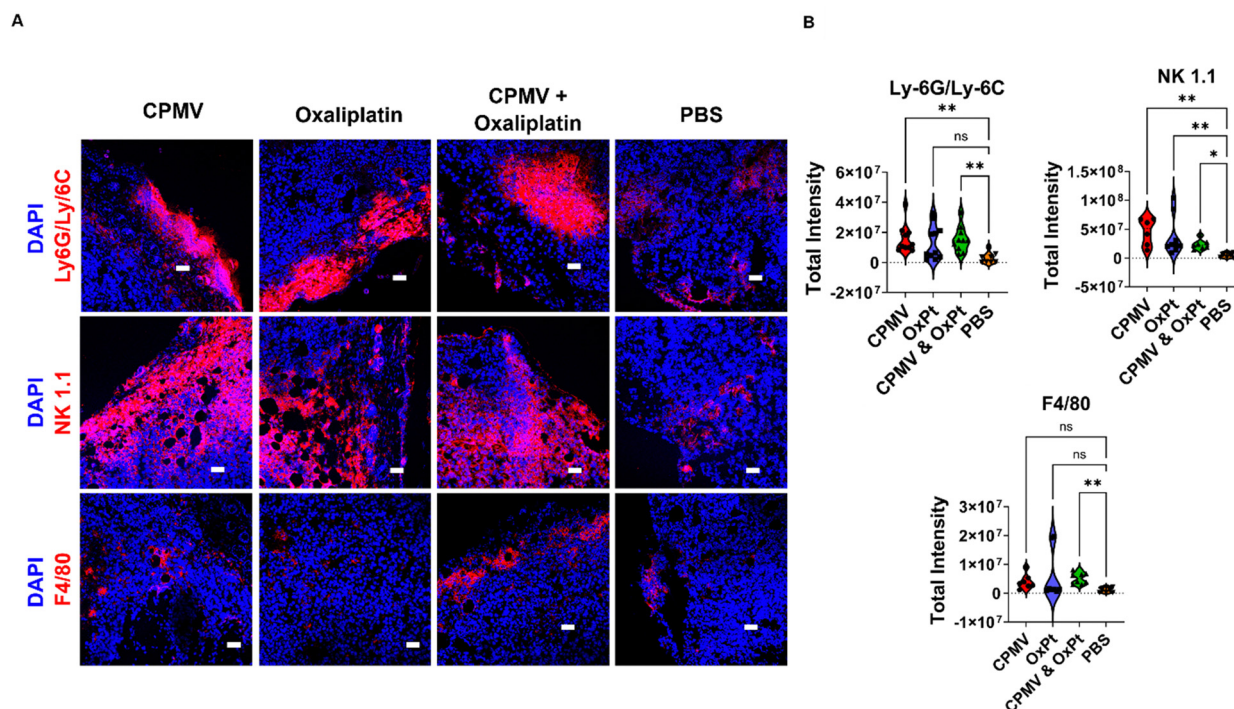 A
CPMV
Oxaliplatin
CPMV +
Oxaliplatin
PBS
DAPI
Ly6G/Ly/6C
DAPI
NK 1.1
DAPI
F4/80
B
Ly-6G/Ly-6C
**
ns
**
Total Intensity
6×10⁷
4×10⁷
2×10⁷
0
-2×10⁷
CPMV
OxPt
CPMV & OxPt
PBS
NK 1.1
**
**
*
Total Intensity
1.5×10⁸
1.0×10⁸
5×10⁷
0
-5×10⁷
CPMV
OxPt
CPMV & OxPt
PBS
F4/80
ns
ns
**
Total Intensity
3×10⁷
2×10⁷
1×10⁷
0
-1×10⁷
CPMV
OxPt
CPMV & OxPt
PBS